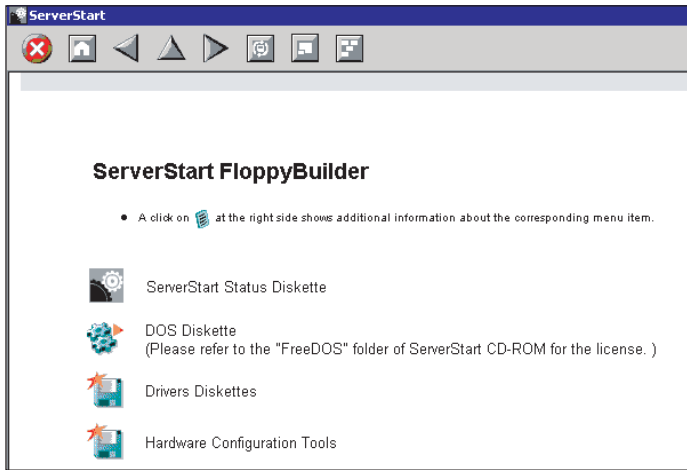 ServerStart
ServerStart FloppyBuilder
• A click on at the right side shows additional information about the corresponding menu item.
ServerStart Status Diskette
DOS Diskette
(Please refer to the "FreeDOS" folder of ServerStart CD-ROM for the license. )
Drivers Diskettes
Hardware Configuration Tools